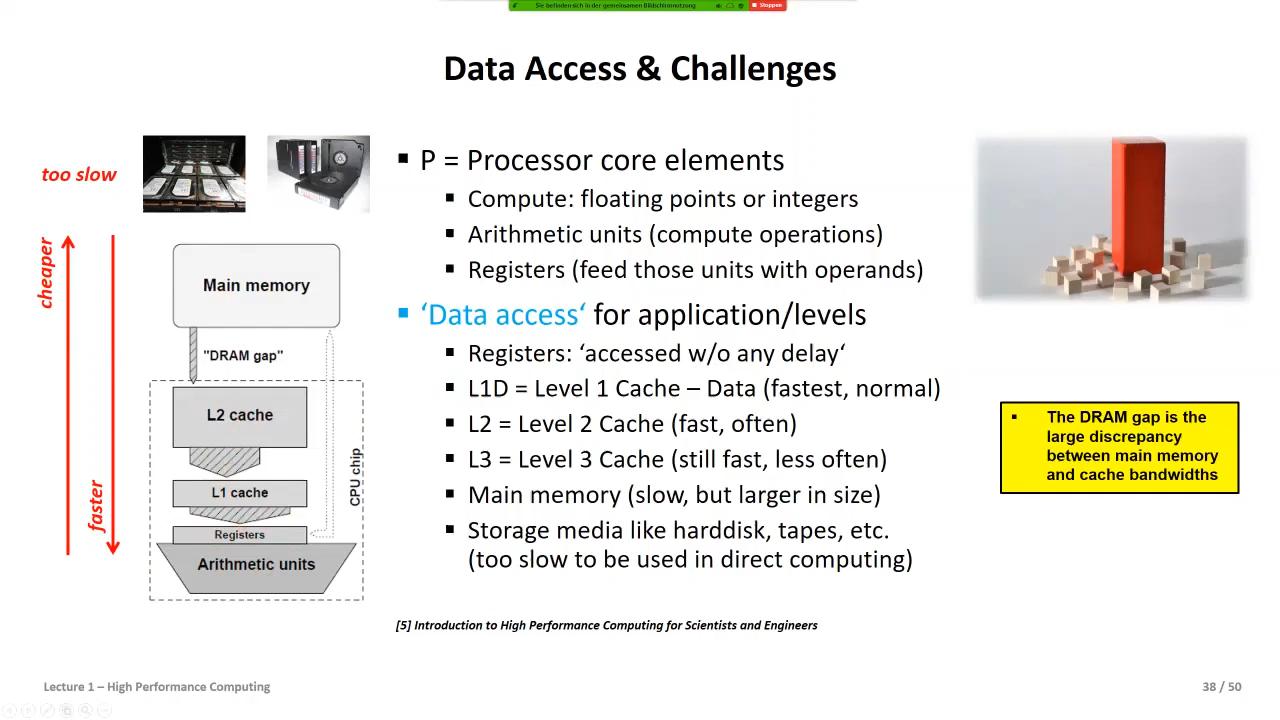 Sie befinden sich in der gemeinsamen Bildschirmnutzung
Stoppen
Data Access & Challenges
too slow
cheaper
faster
Main memory
"DRAM gap"
L2 cache
L1 cache
Registers
Arithmetic units
CPU chip
▪ P = Processor core elements
▪ Compute: floating points or integers
▪ Arithmetic units (compute operations)
▪ Registers (feed those units with operands)
▪ ‘Data access‘ for application/levels
▪ Registers: ‘accessed w/o any delay‘
▪ L1D = Level 1 Cache – Data (fastest, normal)
▪ L2 = Level 2 Cache (fast, often)
▪ L3 = Level 3 Cache (still fast, less often)
▪ Main memory (slow, but larger in size)
▪ Storage media like harddisk, tapes, etc.
(too slow to be used in direct computing)
▪ The DRAM gap is the
large discrepancy
between main memory
and cache bandwidths
[5] Introduction to High Performance Computing for Scientists and Engineers
Lecture 1 – High Performance Computing
38 / 50